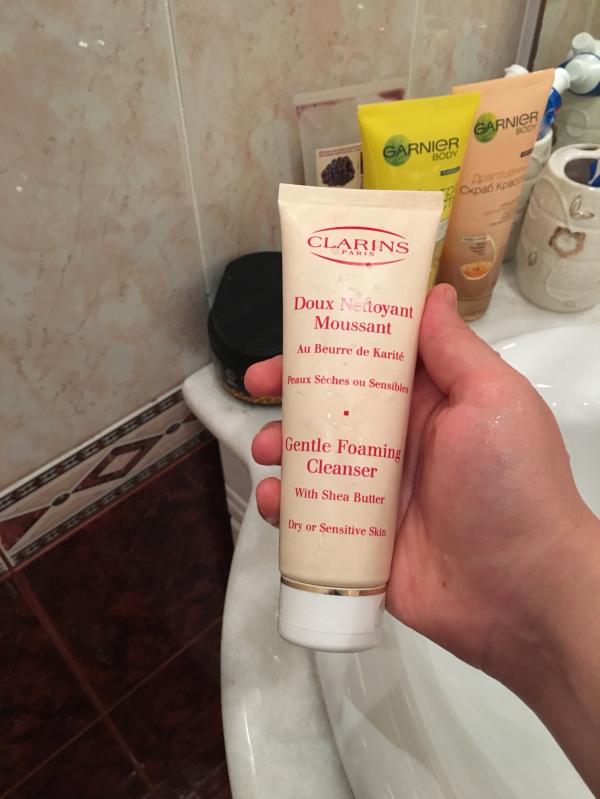 CLARINS
PARIS
Doux Nettoyant
Moussant
Au Beurre de Karité
Peaux Sèches ou Sensibles
Gentle Foaming
Cleanser
With Shea Butter
Dry or Sensitive Skin
GARNIER
BODY
GARNIER
BODY
Скраб